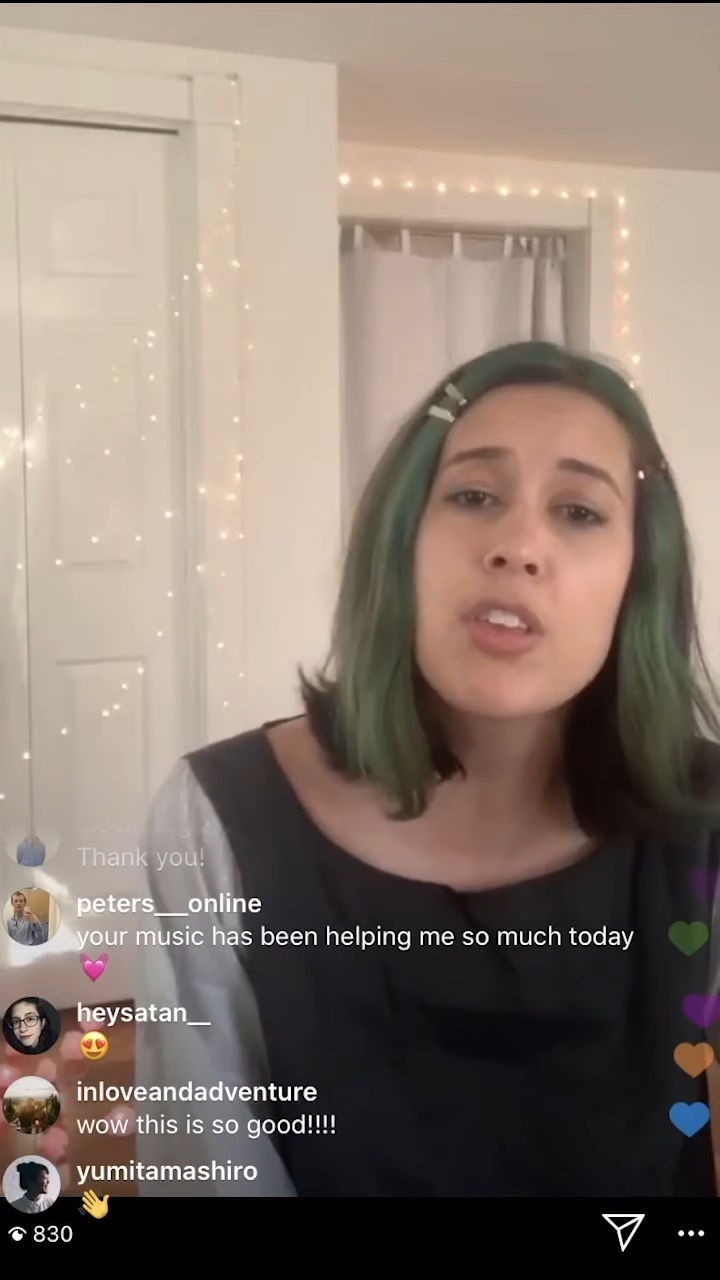 Thank you!
peters___online
your music has been helping me so much today
💓
heysatan__
😍
inloveandadventure
wow this is so good!!!!
yumitamashiro
👋
830